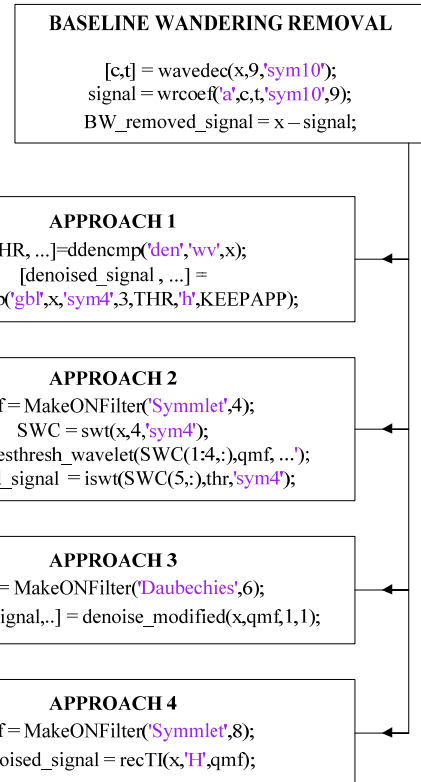 BASELINE WANDERING REMOVAL
[c,t] = wavedec(x,9,'sym10');
signal = wrcoef('a',c,t,'sym10',9);
BW_removed_signal = x – signal;
APPROACH 1
HR, ...]=ddencmp('den','wv',x);
[denoised_signal , ...] =
p('gbl',x,'sym4',3,THR,'h',KEEPAPP);
APPROACH 2
f = MakeONFilter('Symmlet',4);
SWC = swt(x,4,'sym4');
esthresh_wavelet(SWC(1:4,:),qmf, ...');
l_signal = iswt(SWC(5,:),thr,'sym4');
APPROACH 3
= MakeONFilter('Daubechies',6);
ignal,..] = denoise_modified(x,qmf,1,1);
APPROACH 4
f = MakeONFilter('Symmlet',8);
oised_signal = recTI(x,'H',qmf);